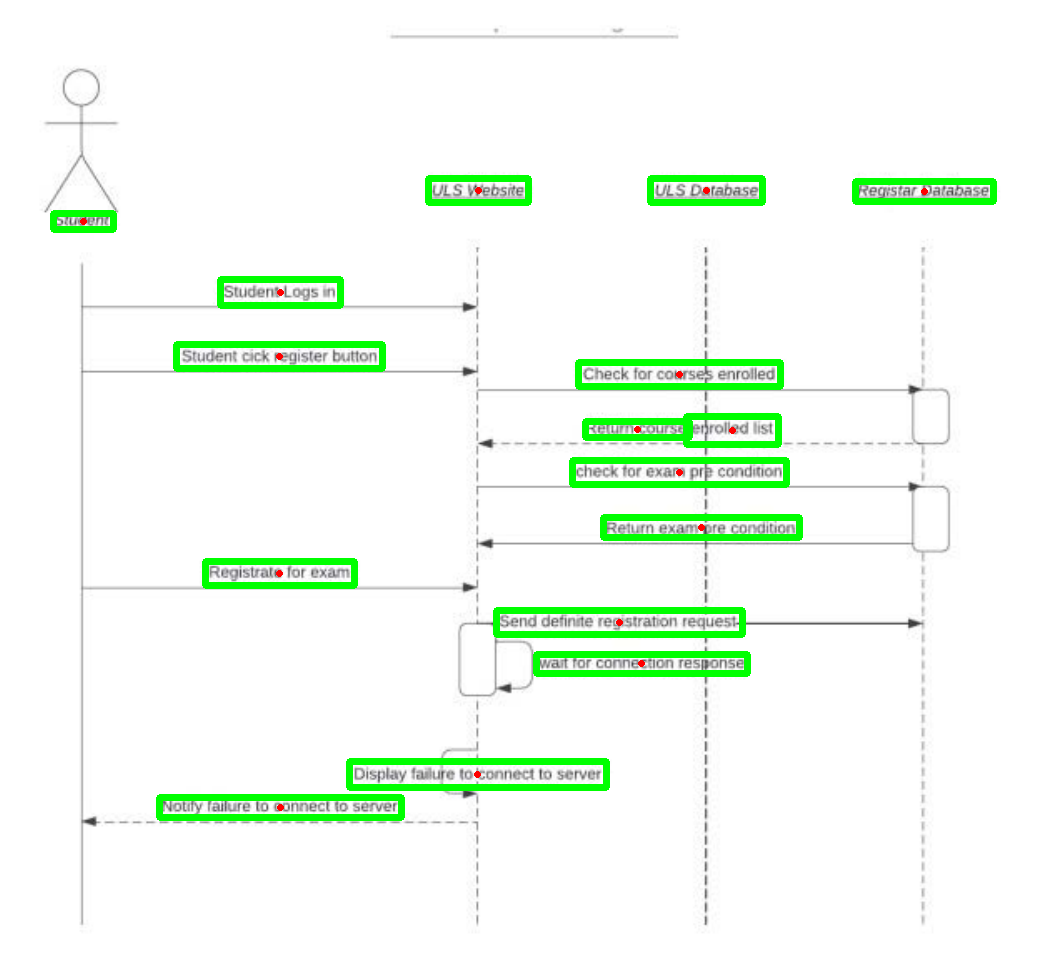 ULS Website ULS Database Registar Database
Student
Student Logs in
Student cick register button
Check for courses enrolled
Return course enrolled list
check for exam pre condition
Return exam pre condition
Registrate for exam
Send definite registration request
wait for connection response
Display failure to connect to server
Notify failure to connect to server